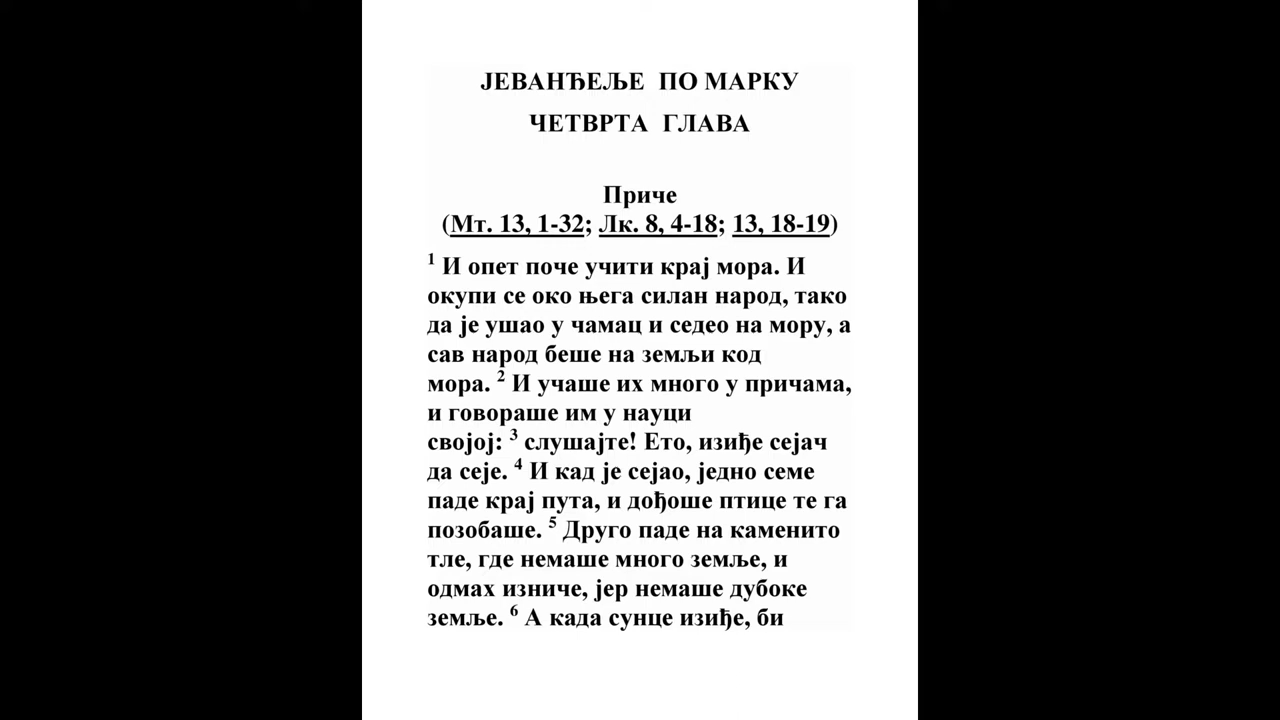 ЈЕВАНЂЕЉЕ ПО МАРКУ
ЧЕТВРТА ГЛАВА
Приче
(Мт. 13, 1-32; Лк. 8, 4-18; 13, 18-19)
1 И опет поче учити крај мора. И
окупи се око њега силан народ, тако
да је ушао у чамац и седео на мору, а
сав народ беше на земљи код
мора. 2 И учаше их много у причама,
и говораше им у науци
својој: 3 слушајте! Ето, изиђе сејач
да сеје. 4 И кад је сејао, једно семе
паде крај пута, и дођоше птице те га
позобаше. 5 Друго паде на каменито
тле, где немаше много земље, и
одмах изниче, јер немаше дубоке
земље. 6 А када сунце изиђе, би